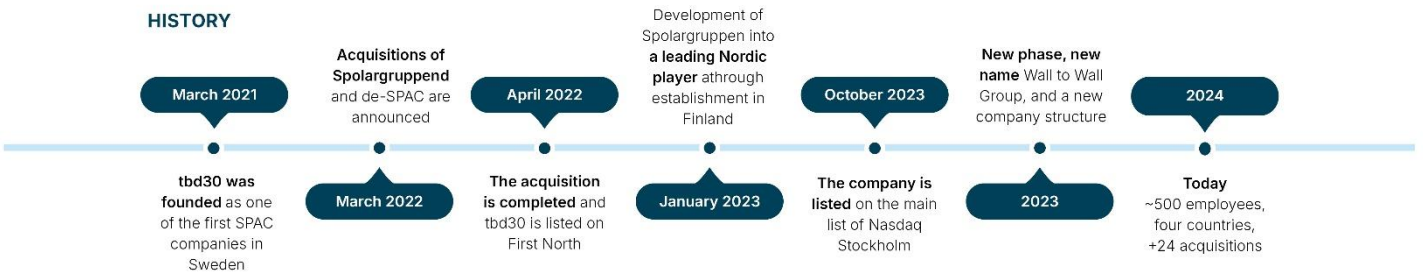 HISTORY
March 2021
tbd30 was
founded as one
of the first SPAC
companies in
Sweden
Acquisitions of
Spolargruppend
and de-SPAC are
announced
March 2022
April 2022
The acquisition
is completed and
tbd30 is listed on
First North
Development of
Spolargruppen into
a leading Nordic
player athrough
establishment in
Finland
January 2023
October 2023
The company is
listed on the main
list of Nasdaq
Stockholm
New phase, new
name Wall to Wall
Group, and a new
company structure
2023
2024
Today
~500 employees,
four countries,
+24 acquisitions